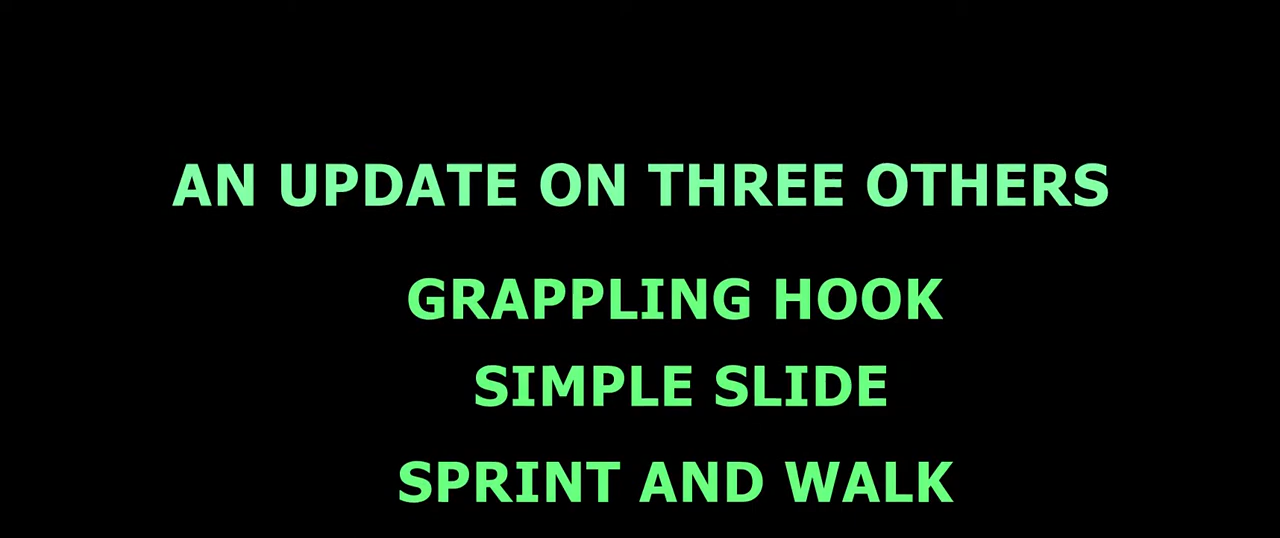 AN UPDATE ON THREE OTHERS
GRAPPLING HOOK
SIMPLE SLIDE
SPRINT AND WALK